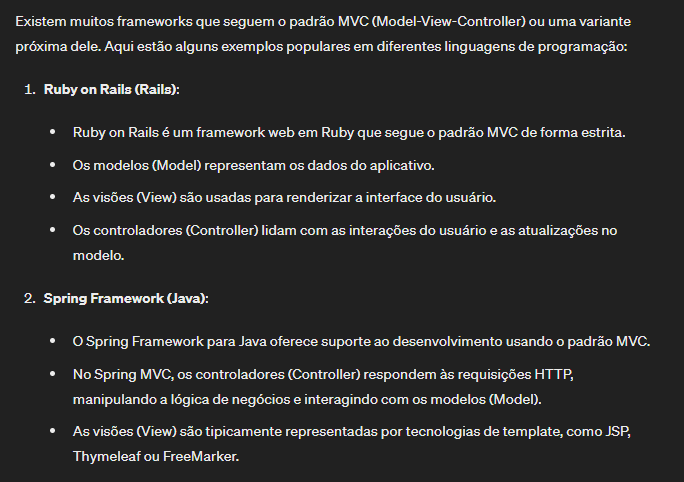 Existem muitos frameworks que seguem o padrão MVC (Model-View-Controller) ou uma variante
próxima dele. Aqui estão alguns exemplos populares em diferentes linguagens de programação:
1. Ruby on Rails (Rails):
• Ruby on Rails é um framework web em Ruby que segue o padrão MVC de forma estrita.
• Os modelos (Model) representam os dados do aplicativo.
• As visões (View) são usadas para renderizar a interface do usuário.
• Os controladores (Controller) lidam com as interações do usuário e as atualizações no
modelo.
2. Spring Framework (Java):
• O Spring Framework para Java oferece suporte ao desenvolvimento usando o padrão MVC.
• No Spring MVC, os controladores (Controller) respondem às requisições HTTP,
manipulando a lógica de negócios e interagindo com os modelos (Model).
• As visões (View) são tipicamente representadas por tecnologias de template, como JSP,
Thymeleaf ou FreeMarker.